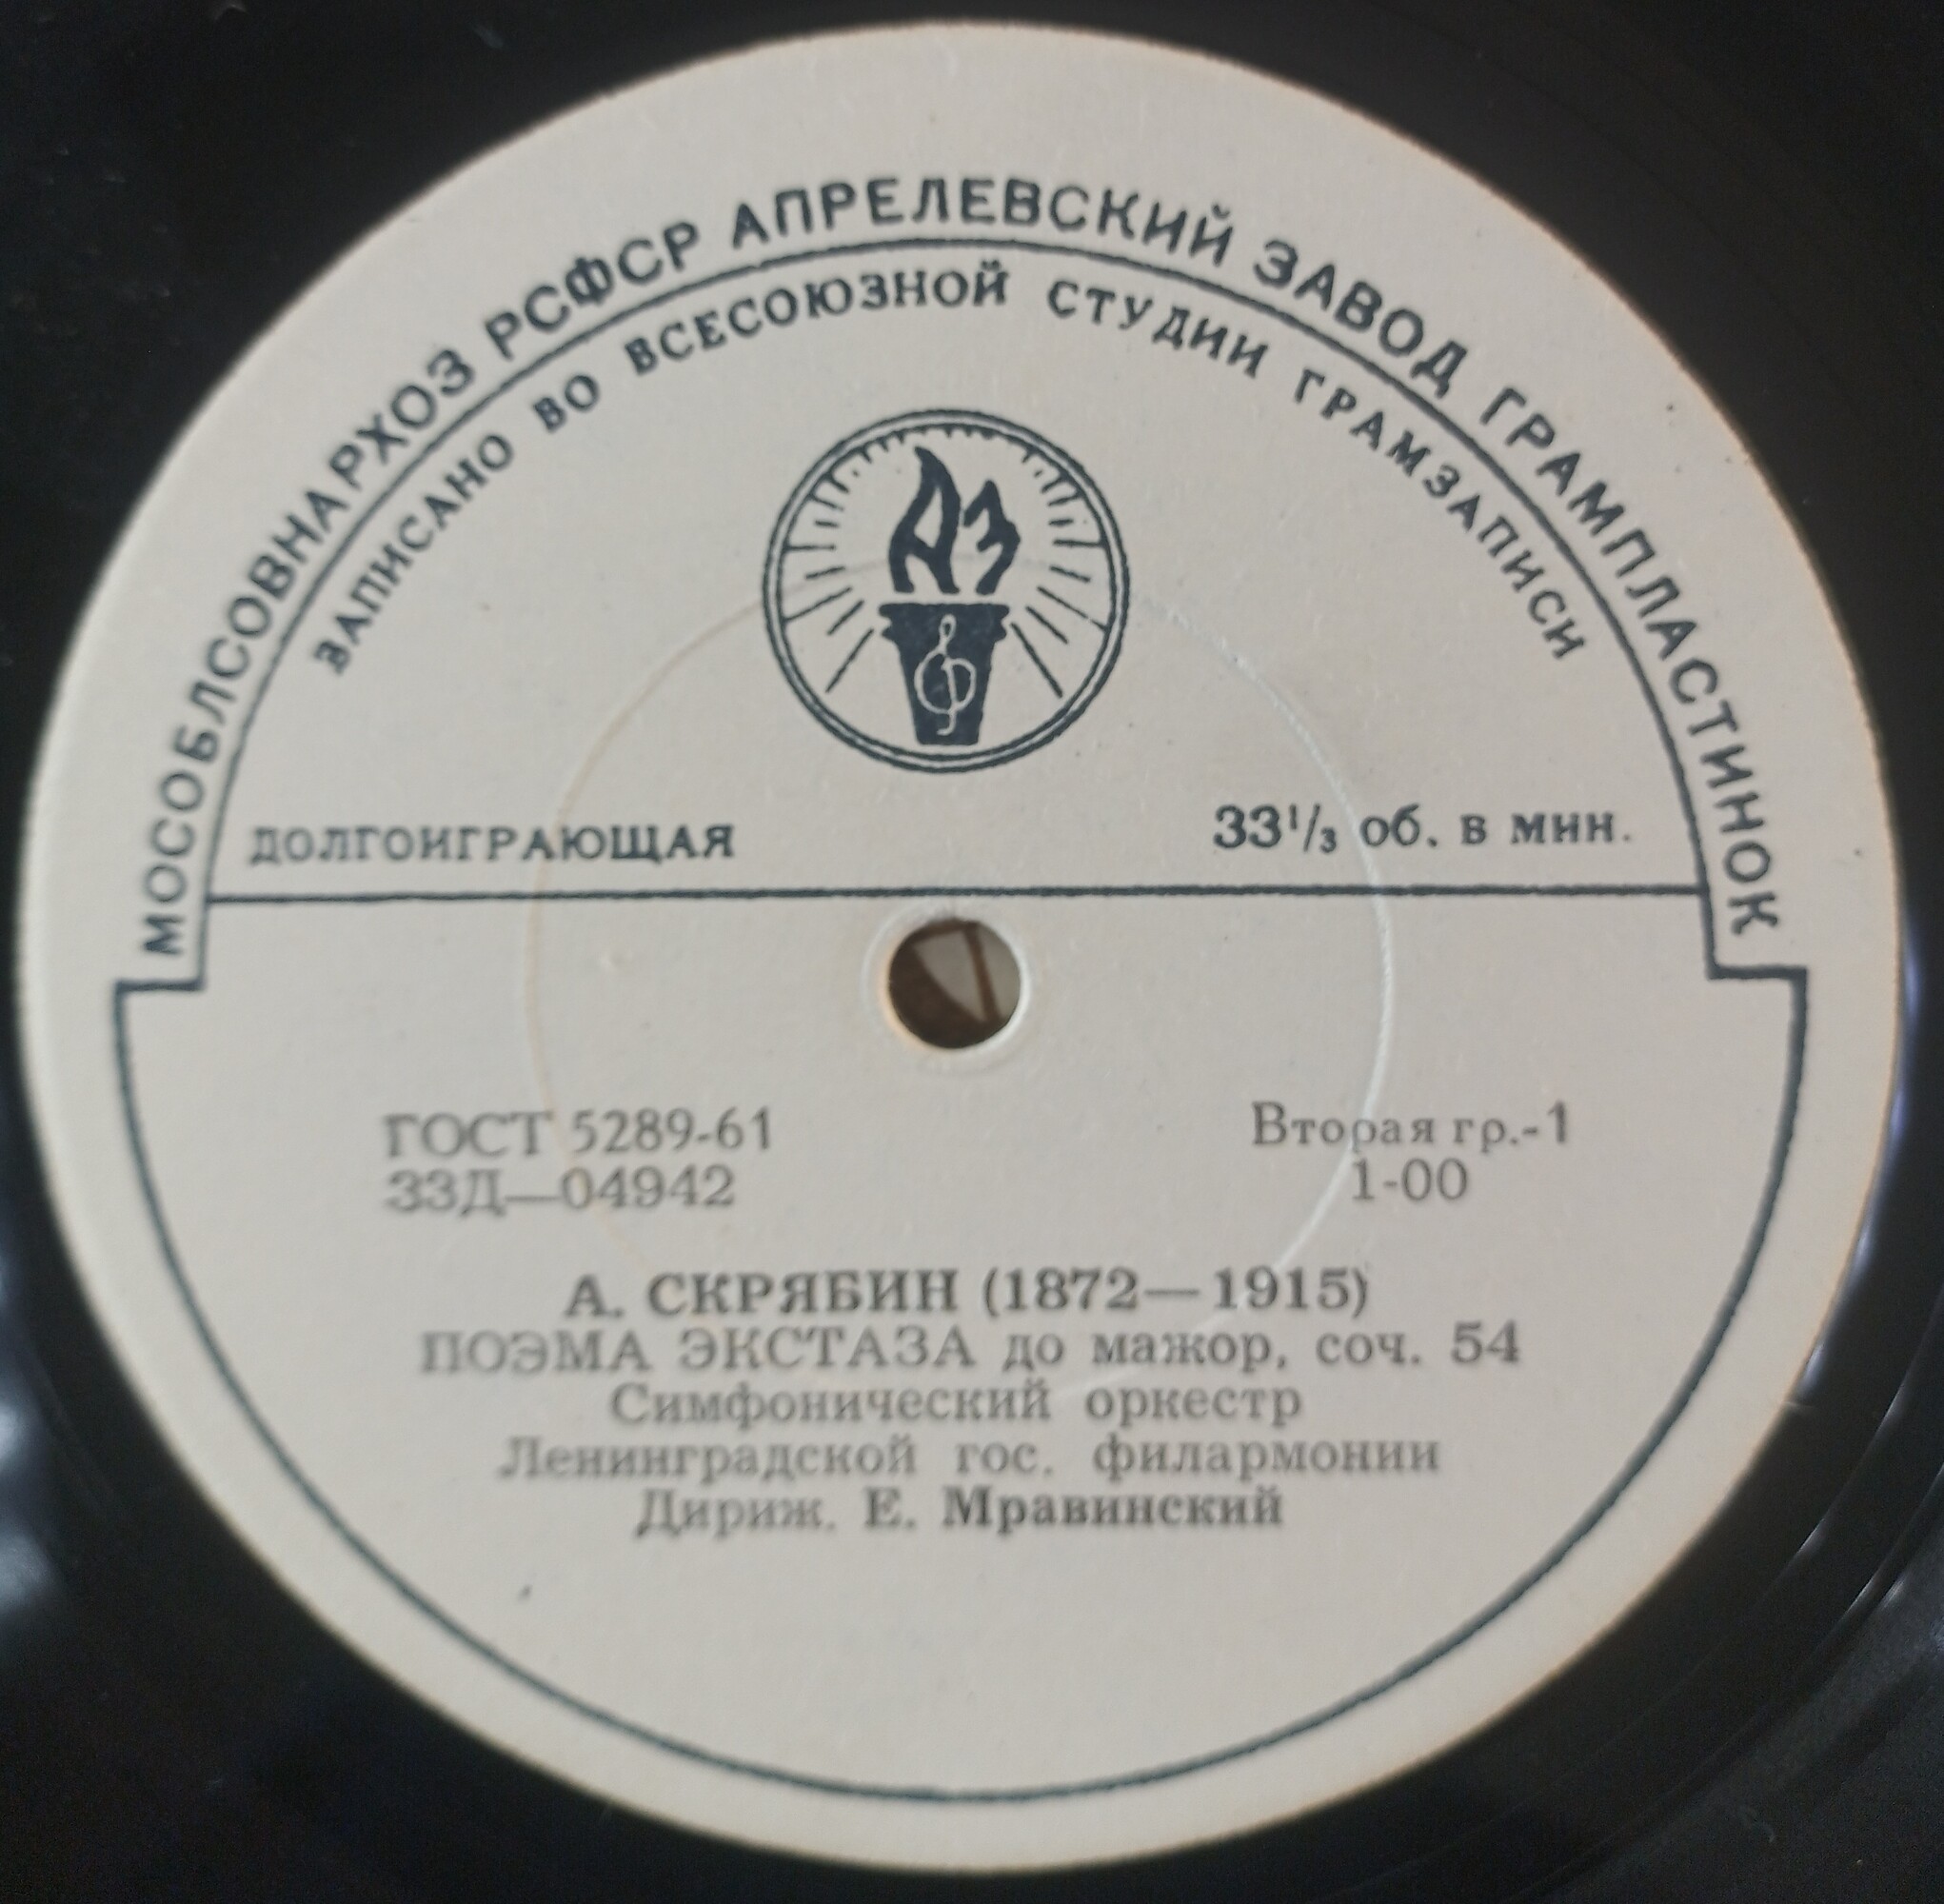 МОСОБЛСОВНАРХОЗ РСФСР АПРЕЛЕВСКИЙ ЗАВОД ГРАМПЛАСТИНОК
ЗАПИСАНО ВО ВСЕСОЮЗНОЙ СТУДИИ ГРАМЗАПИСИ
АЗ
ДОЛГОИГРАЮЩАЯ 33 1/3 об. в мин.
ГОСТ 5289-61 Вторая гр.-1
33Д—04942 1-00
А. СКРЯБИН (1872—1915)
ПОЭМА ЭКСТАЗА до мажор, соч. 54
Симфонический оркестр
Ленинградской гос. филармонии
Дириж. Е. Мравинский